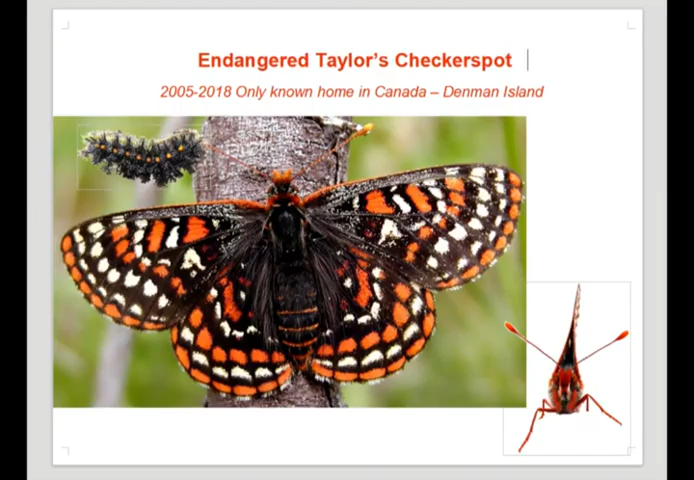 Endangered Taylor’s Checkerspot
2005-2018 Only known home in Canada – Denman Island